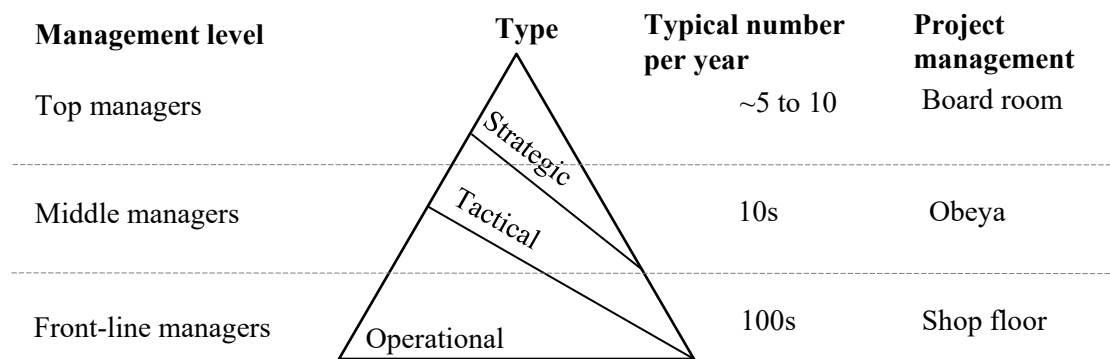 Management level
Type
Typical number
per year
Project
management
Top managers
Strategic
~5 to 10
Board room
Middle managers
Tactical
10s
Obeya
Front-line managers
Operational
100s
Shop floor